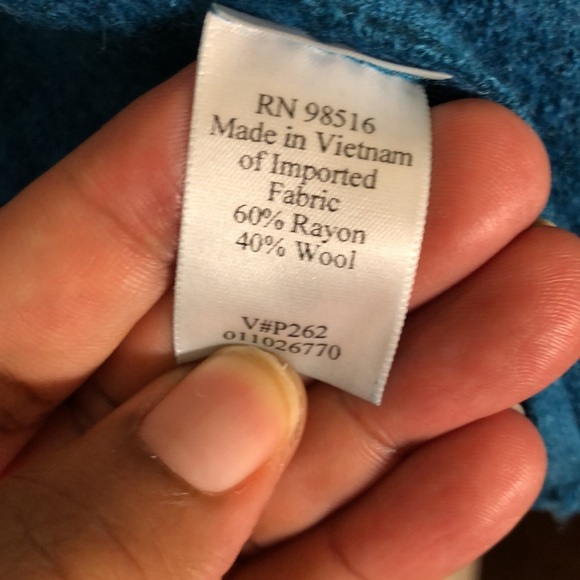 RN 98516
Made in Vietnam
of Imported
Fabric
60% Rayon
40% Wool
V#P262
011026770